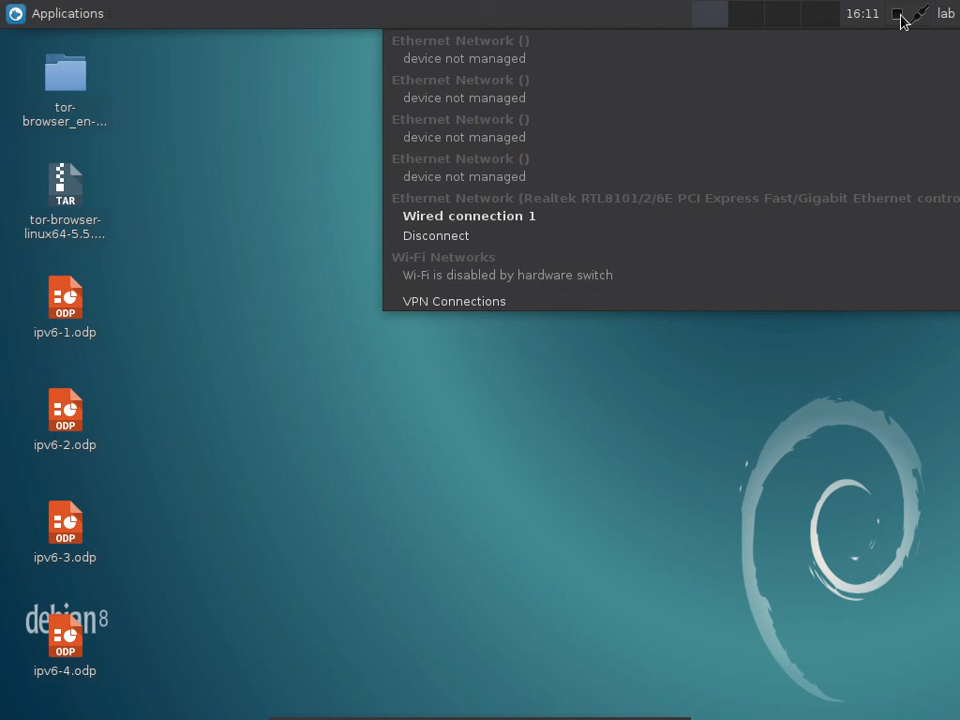 Applications
16:11
lab
Ethernet Network ()
device not managed
Ethernet Network ()
device not managed
Ethernet Network ()
device not managed
Ethernet Network ()
device not managed
Ethernet Network (Realtek RTL8101/2/6E PCI Express Fast/Gigabit Ethernet contro
Wired connection 1
Disconnect
Wi-Fi Networks
Wi-Fi is disabled by hardware switch
VPN Connections
tor-
browser_en-...
TAR
tor-browser-
linux64-5.5....
ODP
ipv6-1.odp
ODP
ipv6-2.odp
ODP
ipv6-3.odp
debian 8
ODP
ipv6-4.odp